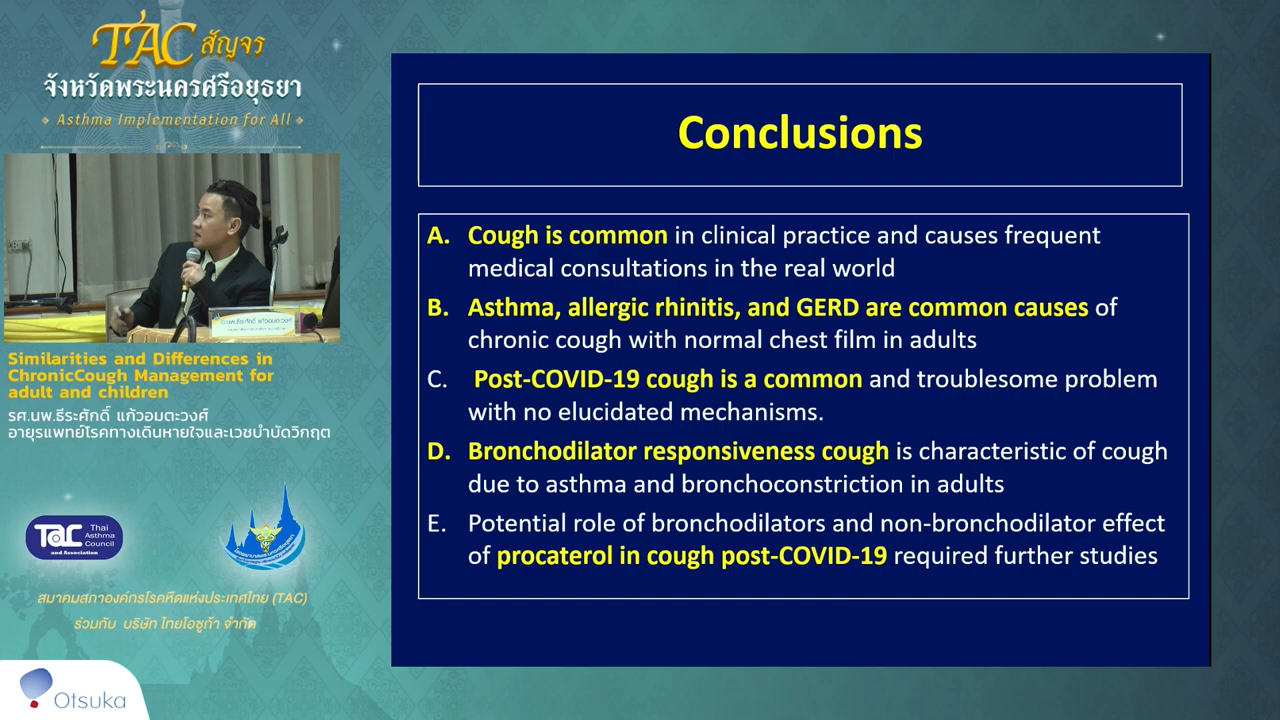 TAC สัญจร
จังหวัดพระนครศรีอยุธยา
Asthma Implementation for All
Similarities and Differences in
ChronicCough Management for
adult and children
รศ.นพ.ธีระศักดิ์ แก้วอมตะวงศ์
อายุรแพทย์โรคทางเดินหายใจและเวชบำบัดวิกฤต
TAC Thai
Asthma
Council
and Association
สมาคมสภาองค์กรโรคหืดแห่งประเทศไทย (TAC)
ร่วมกับ บริษัท ไทยโอซูก้า จำกัด
Otsuka
Conclusions
A. Cough is common in clinical practice and causes frequent
medical consultations in the real world
B. Asthma, allergic rhinitis, and GERD are common causes of
chronic cough with normal chest film in adults
C. Post-COVID-19 cough is a common and troublesome problem
with no elucidated mechanisms.
D. Bronchodilator responsiveness cough is characteristic of cough
due to asthma and bronchoconstriction in adults
E. Potential role of bronchodilators and non-bronchodilator effect
of procaterol in cough post-COVID-19 required further studies